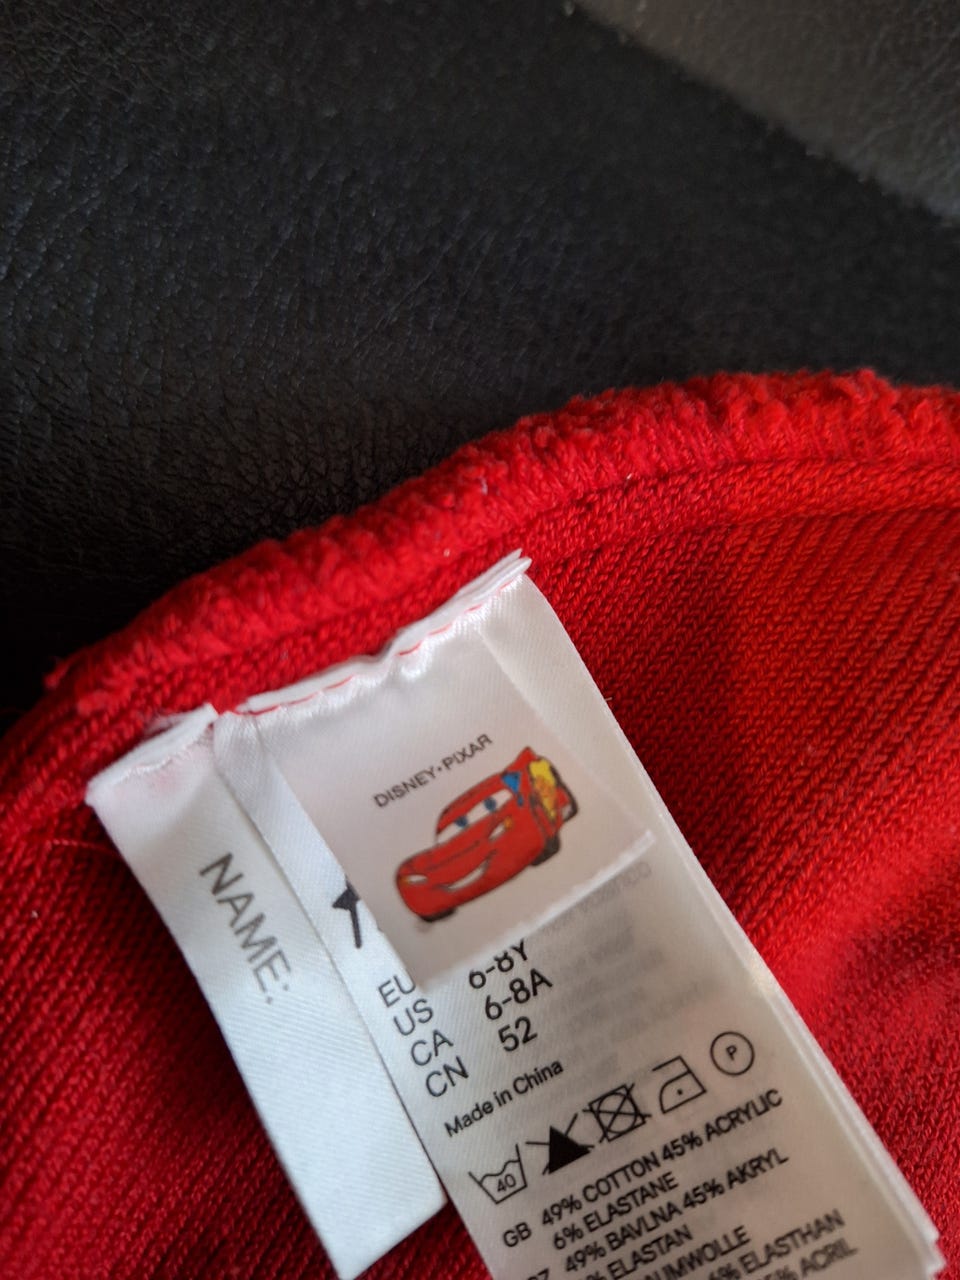 DISNEY•PIXAR
NAME:
EU
US 6-8Y
CA 6-8A
CN 52
Made in China
40
P
GB 49% COTTON 45% ACRYLIC
6% ELASTANE
49% BAVLNA 45% AKRYL
ELASTAN
ELASTHAN
ACRIL